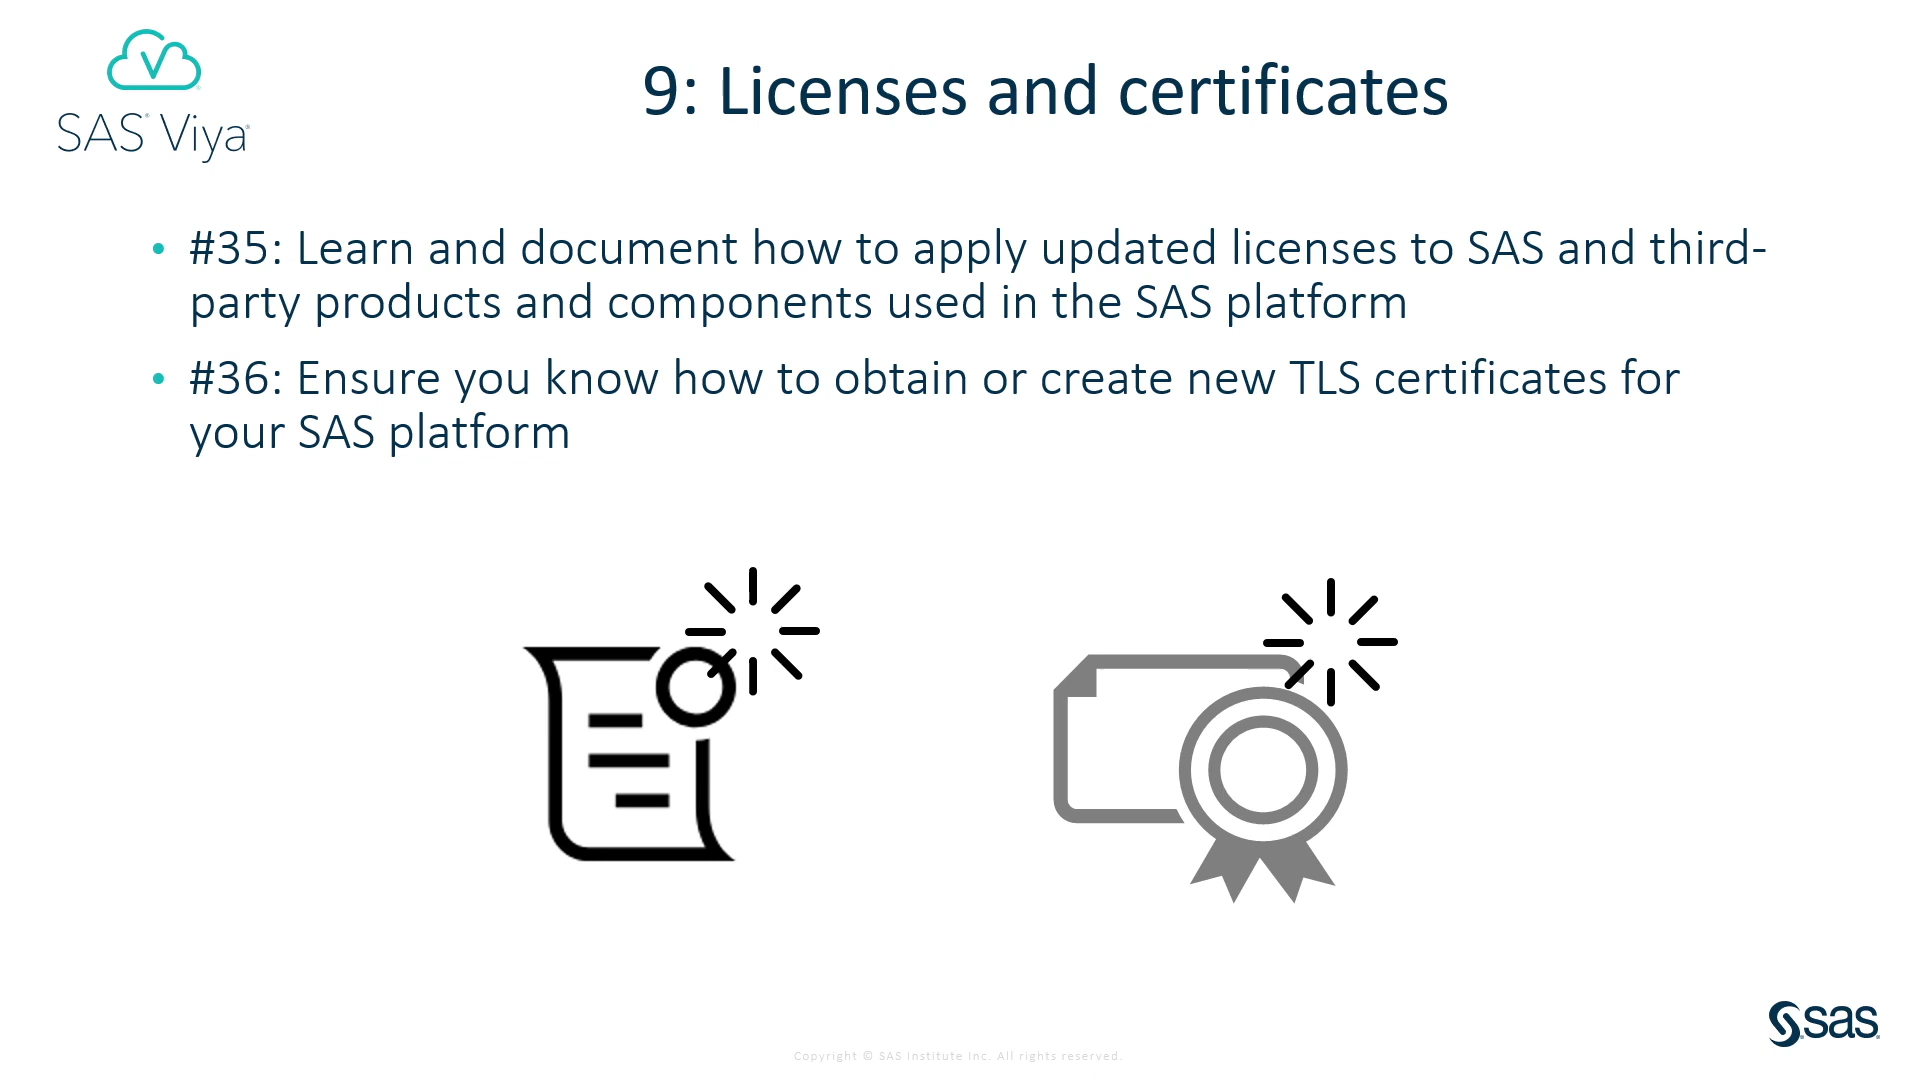 SAS® Viya®
9: Licenses and certificates
• #35: Learn and document how to apply updated licenses to SAS and third-
party products and components used in the SAS platform
• #36: Ensure you know how to obtain or create new TLS certificates for
your SAS platform
sas
Copyright © SAS Institute Inc. All rights reserved.